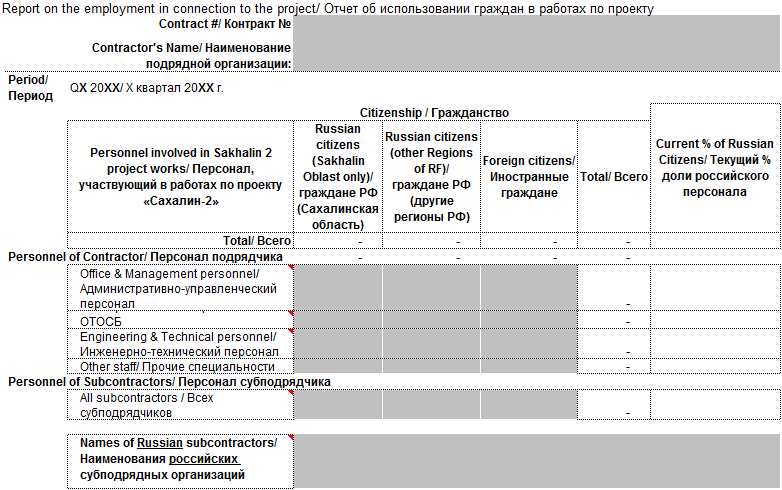 Report on the employment in connection to the project/ Отчет об использовании граждан в работах по проекту
Contract #/ Контракт №
Contractor's Name/ Наименование
подрядной организации:
Period/
Период
QX 20XX/ X квартал 20XX г.
Citizenship / Гражданство
Personnel involved in Sakhalin 2
project works/ Персонал,
участвующий в работах по проекту
«Сахалин-2»
Russian
citizens
(Sakhalin
Oblast only)/
граждане РФ
(Сахалинская
область)
Russian citizens
(other Regions
of RF)/
граждане РФ
(другие
регионы РФ)
Foreign citizens/
Иностранные
граждане
Total/ Всего
Current % of Russian
Citizens/ Текущий %
доли российского
персонала
Total/ Всего - - - -
Personnel of Contractor/ Персонал подрядчика - - - -
Office & Management personnel/
Административно-управленческий
персонал -
ОТОСБ -
Engineering & Technical personnel/
Инженерно-технический персонал -
Other staff/ Прочие специальности -
Personnel of Subcontractors/ Персонал субподрядчика
All subcontractors / Всех
субподрядчиков -
Names of Russian subcontractors/
Наименования российских
субподрядных организаций